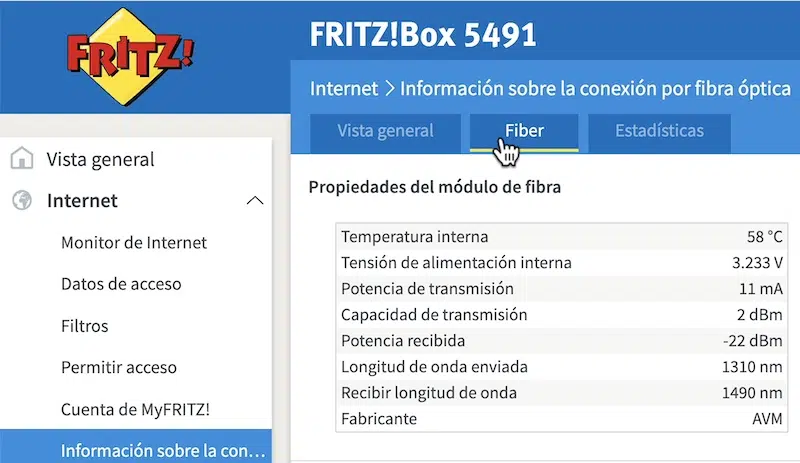 FRITZ!
FRITZ!Box 5491
Internet > Información sobre la conexión por fibra óptica
Vista general Fiber Estadísticas
Vista general
Internet
Monitor de Internet
Datos de acceso
Filtros
Permitir acceso
Cuenta de MyFRITZ!
Información sobre la con...
Propiedades del módulo de fibra
Temperatura interna 58 °C
Tensión de alimentación interna 3.233 V
Potencia de transmisión 11 mA
Capacidad de transmisión 2 dBm
Potencia recibida -22 dBm
Longitud de onda enviada 1310 nm
Recibir longitud de onda 1490 nm
Fabricante AVM